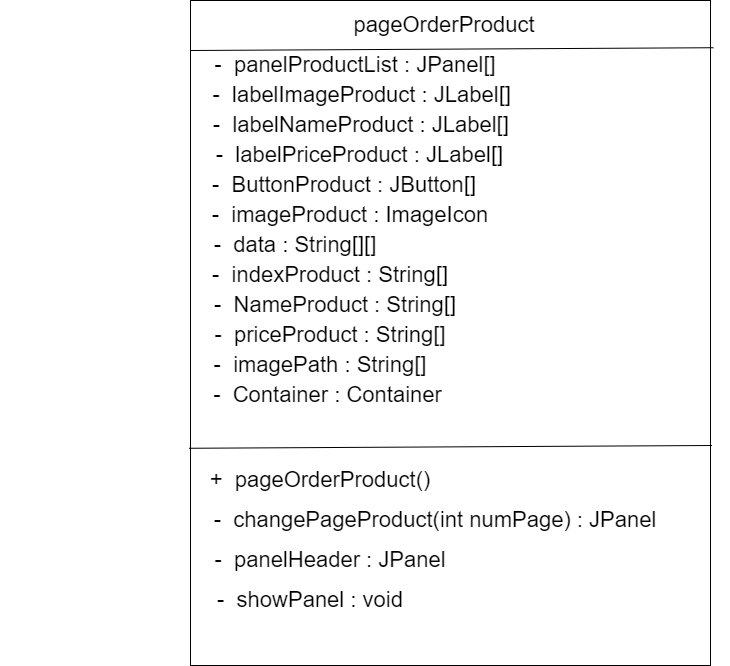 pageOrderProduct
- panelProductList : JPanel[]
- labelImageProduct : JLabel[]
- labelNameProduct : JLabel[]
- labelPriceProduct : JLabel[]
- ButtonProduct : JButton[]
- imageProduct : ImageIcon
- data : String[][]
- indexProduct : String[]
- NameProduct : String[]
- priceProduct : String[]
- imagePath : String[]
- Container : Container
+ pageOrderProduct()
- changePageProduct(int numPage) : JPanel
- panelHeader : JPanel
- showPanel : void